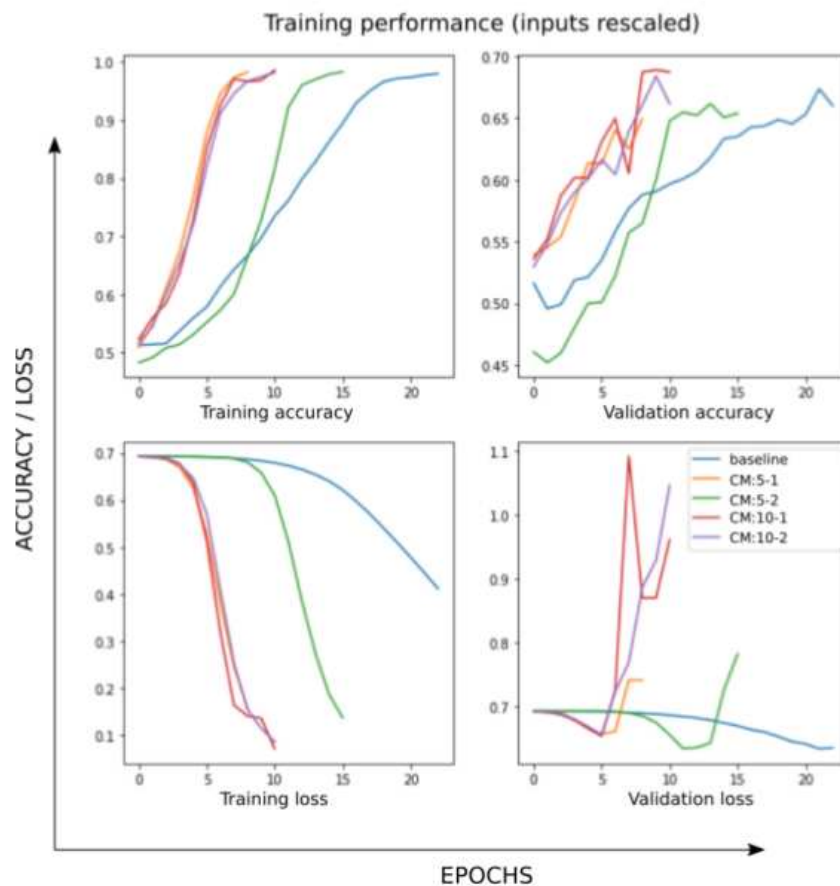 Training performance (inputs rescaled)
ACCURACY / LOSS
1.0
0.9
0.8
0.7
0.6
0.5
0 5 10 15 20
Training accuracy
0.70
0.65
0.60
0.55
0.50
0.45
0 5 10 15 20
Validation accuracy
0.7
0.6
0.5
0.4
0.3
0.2
0.1
0 5 10 15 20
Training loss
1.1
1.0
0.9
0.8
0.7
0 5 10 15 20
Validation loss
baseline
CM:5-1
CM:5-2
CM:10-1
CM:10-2
EPOCHS